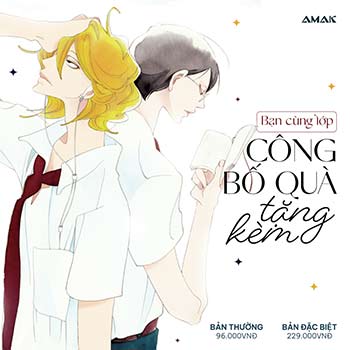 AMAK
Bạn cùng lớp
CÔNG
BỐ QUÀ
tặng
kèm
BẢN THƯỜNG
96.000VNĐ
BẢN ĐẶC BIỆT
229.000VNĐ